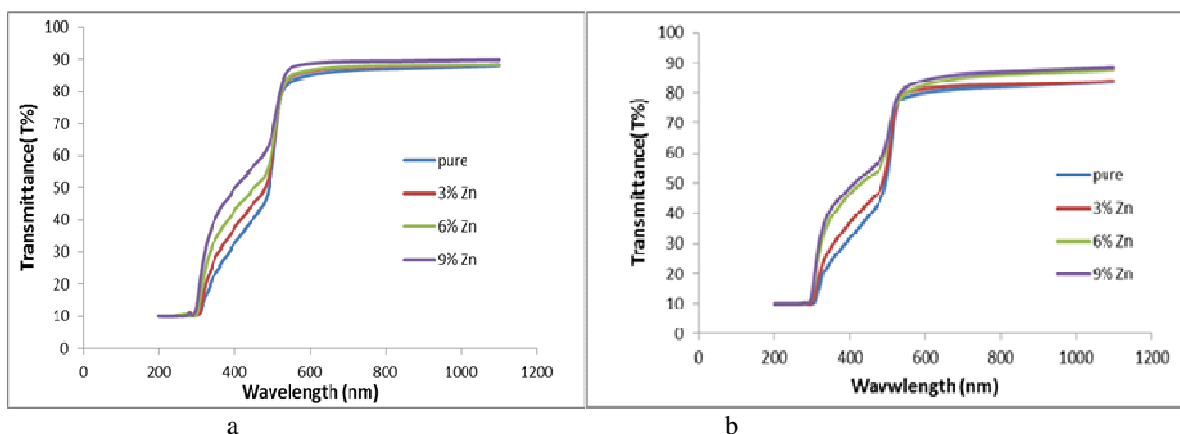 100
90
80
70
60
50
40
30
20
10
0
Transmittance(T%)
0 200 400 600 800 1000 1200
Wavelength (nm)
pure
3% Zn
6% Zn
9% Zn
a
100
90
80
70
60
50
40
30
20
10
0
Transmittance(T%)
0 200 400 600 800 1000 1200
Wavwlength (nm)
pure
3% Zn
6% Zn
9% Zn
b